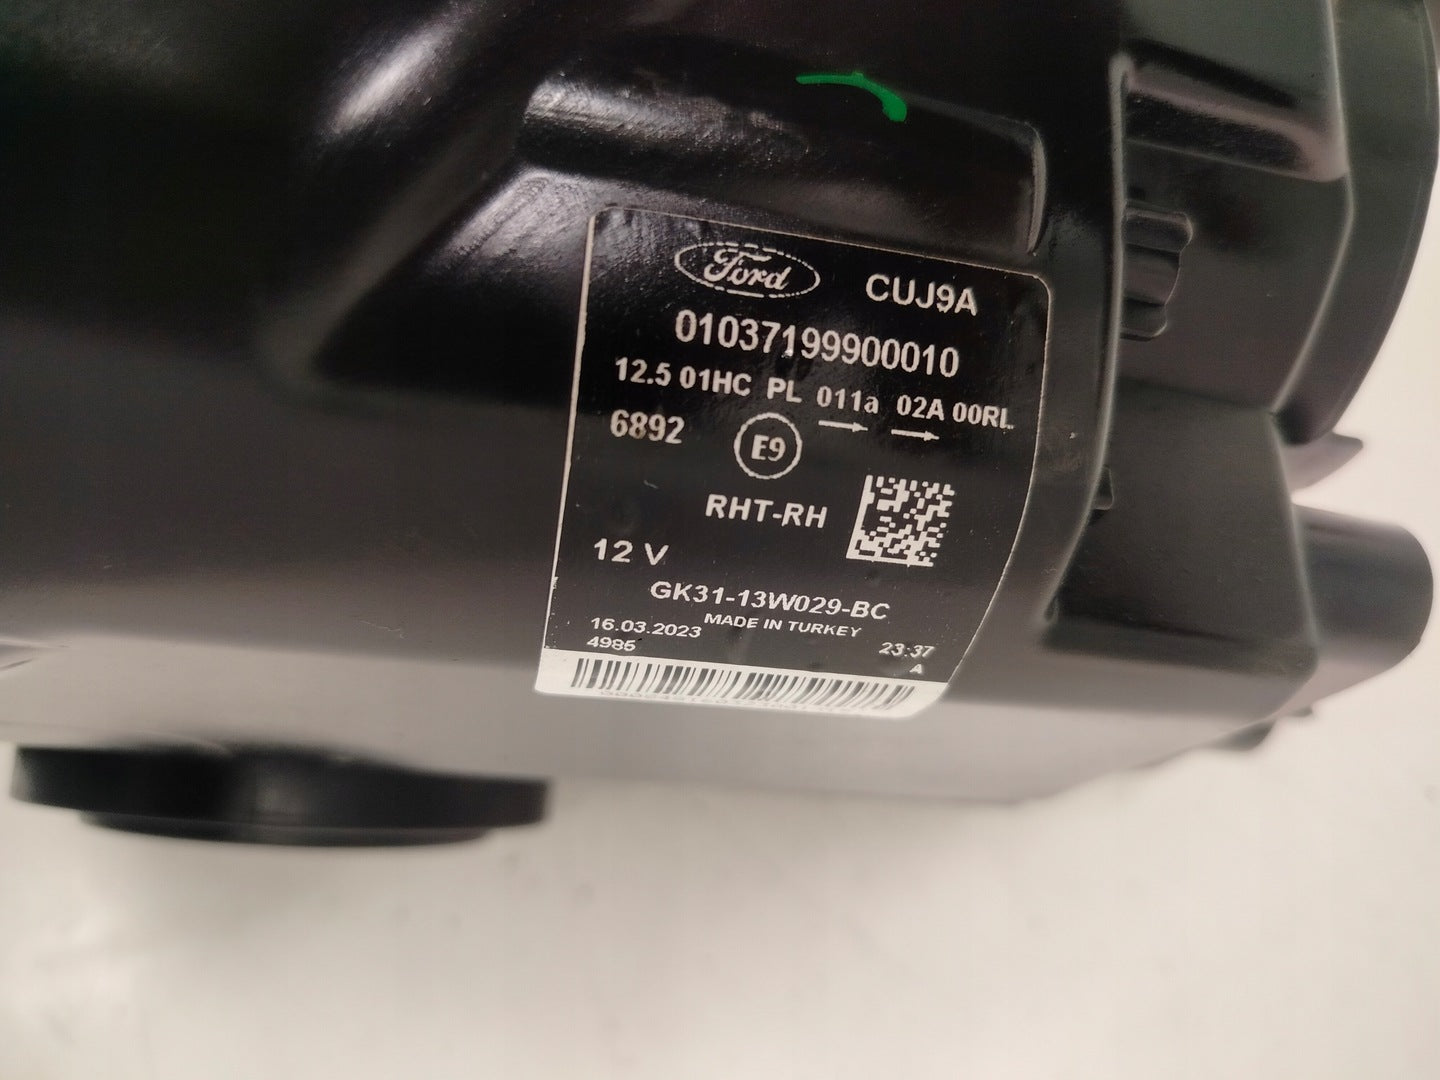 Ford CUJ9A
01037199900010
12.5 01HC PL 011a 02A 00RL
6892 E9
RHT-RH
12 V
GK31-13W029-BC
MADE IN TURKEY
16.03.2023 23:37
4985 A